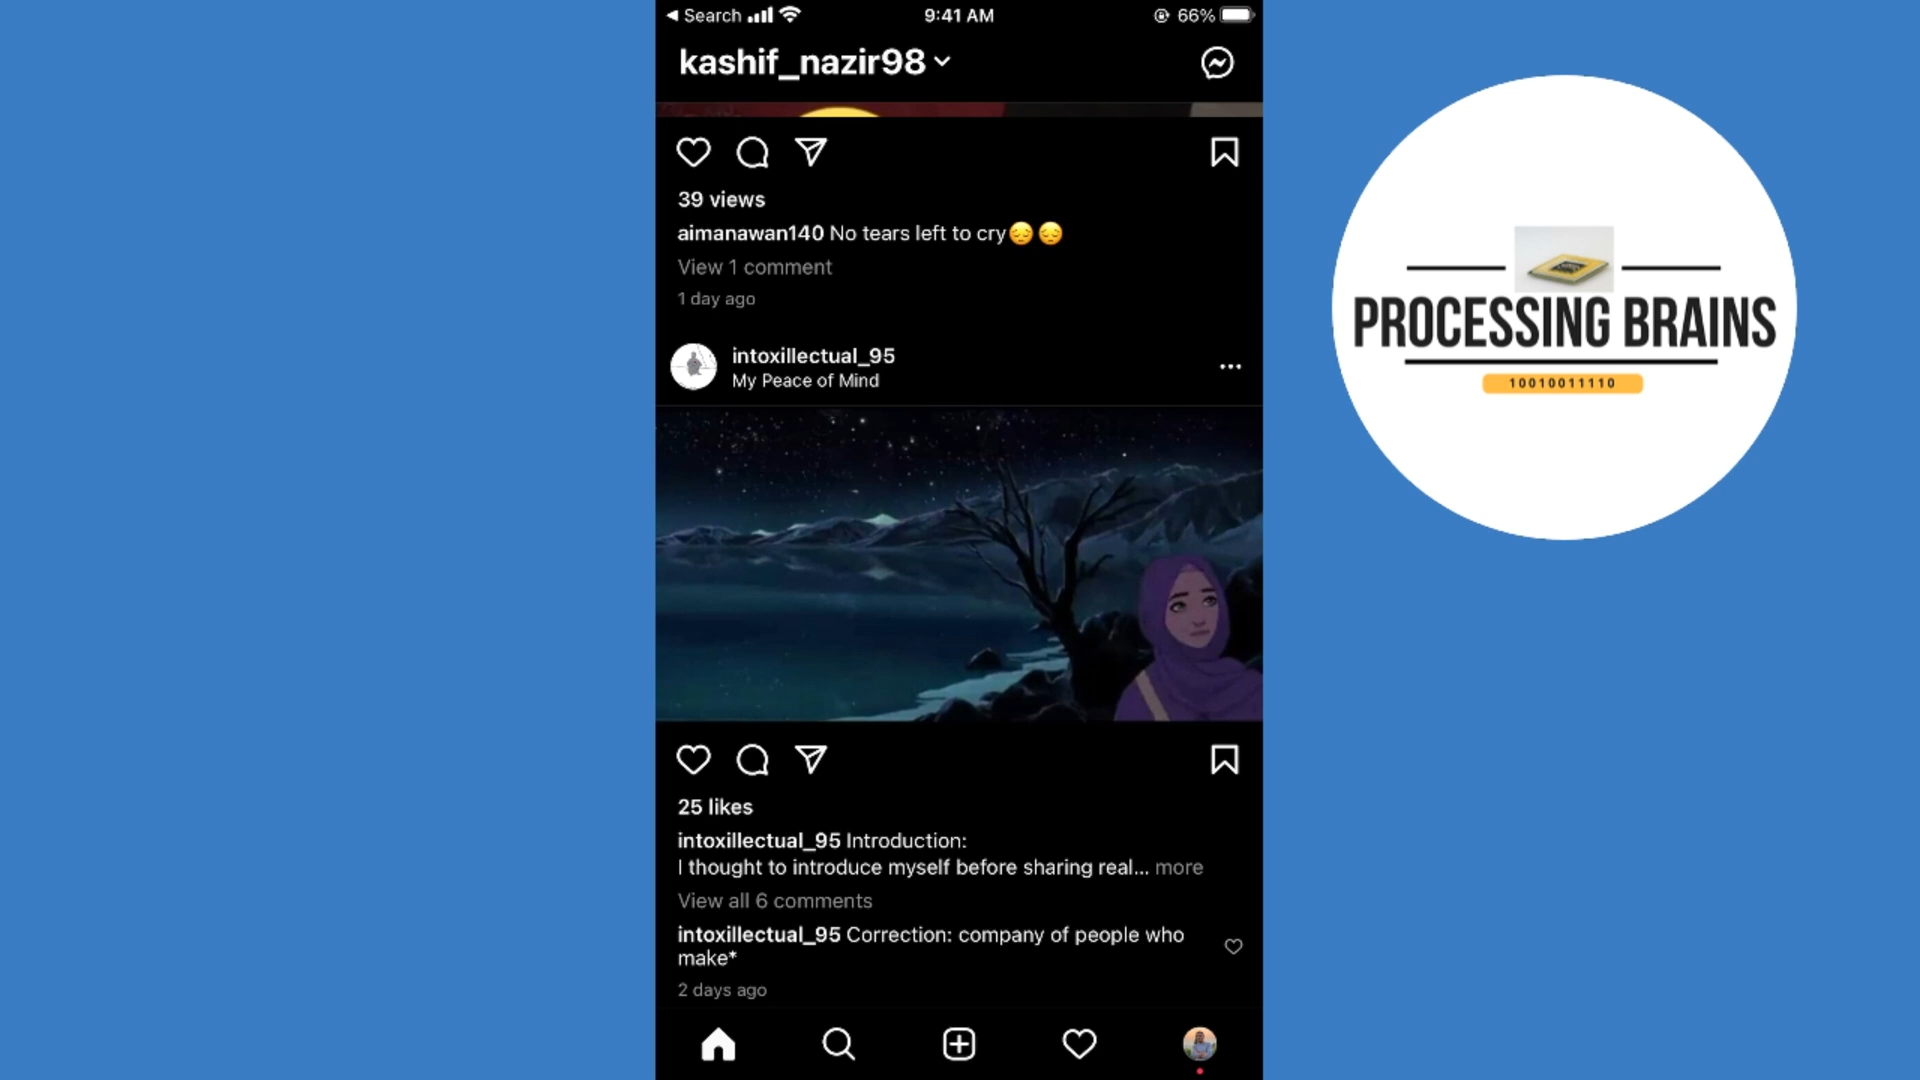 Search
9:41 AM
66%
kashif_nazir98
39 views
aimanawan140 No tears left to cry😔😔
View 1 comment
1 day ago
intoxillectual_95
My Peace of Mind
25 likes
intoxillectual_95 Introduction:
I thought to introduce myself before sharing real... more
View all 6 comments
intoxillectual_95 Correction: company of people who
make*
2 days ago
PROCESSING BRAINS
10010011110